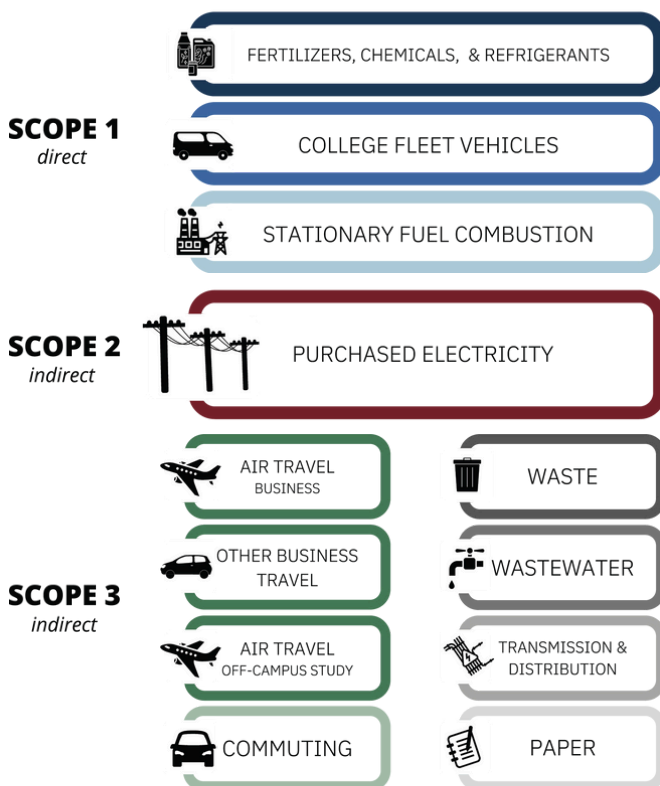 FERTILIZERS, CHEMICALS, & REFRIGERANTS
SCOPE 1
direct
COLLEGE FLEET VEHICLES
STATIONARY FUEL COMBUSTION
SCOPE 2
indirect
PURCHASED ELECTRICITY
AIR TRAVEL
BUSINESS
WASTE
OTHER BUSINESS
TRAVEL
WASTEWATER
SCOPE 3
indirect
AIR TRAVEL
OFF-CAMPUS STUDY
TRANSMISSION &
DISTRIBUTION
COMMUTING
PAPER